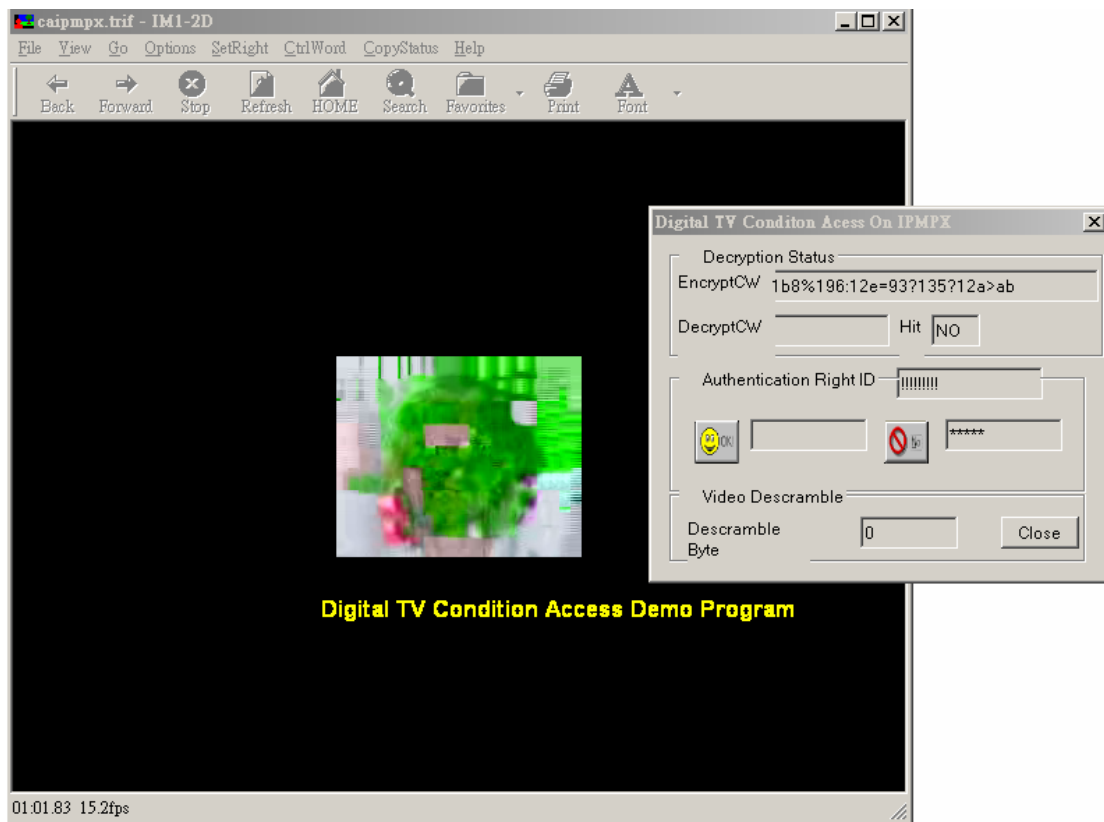 caipmpx.trif - IM1-2D
File View Go Options SetRight CtrlWord CopyStatus Help
Back Forward Stop Refresh HOME Search Favorites Print Font
Digital TV Conditon Acess On IPMPX
Decryption Status
EncryptCW 1b8%196:12e=93?135?12a>ab
DecryptCW Hit NO
Authentication Right ID !!!!!!!!!
OK *****
Video Descramble
Descramble Byte 0 Close
Digital TV Condition Access Demo Program
01:01.83 15.2fps